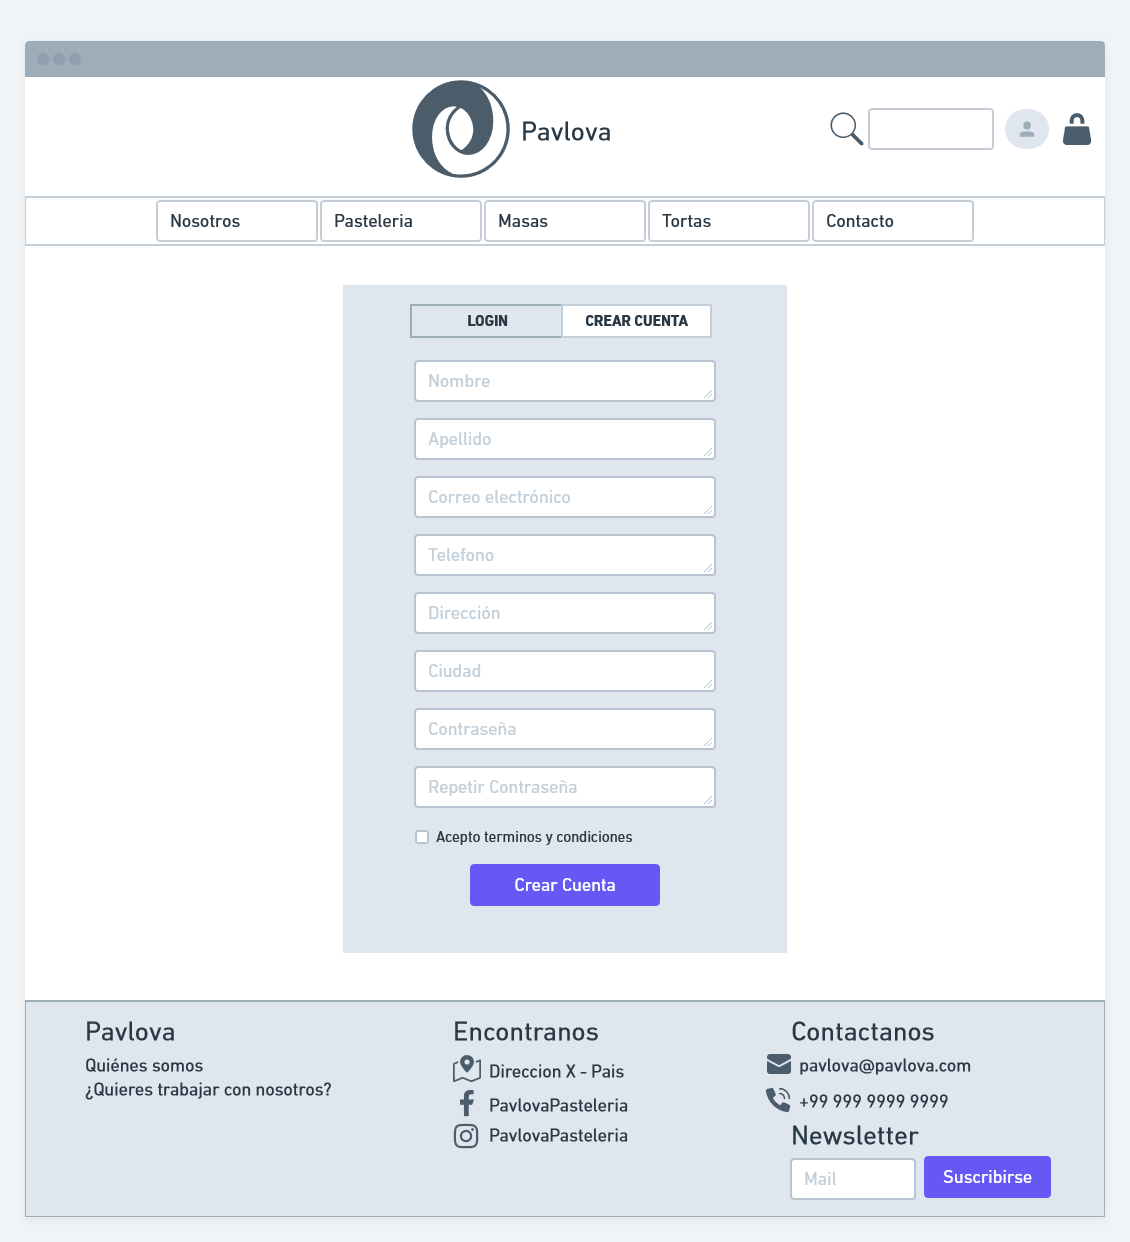 Pavlova
Nosotros
Pasteleria
Masas
Tortas
Contacto
LOGIN
CREAR CUENTA
Nombre
Apellido
Correo electrónico
Telefono
Dirección
Ciudad
Contraseña
Repetir Contraseña
Acepto terminos y condiciones
Crear Cuenta
Pavlova
Quiénes somos
¿Quieres trabajar con nosotros?
Encontranos
Direccion X - Pais
PavlovaPasteleria
PavlovaPasteleria
Contactanos
pavlova@pavlova.com
+99 999 9999 9999
Newsletter
Mail
Suscribirse